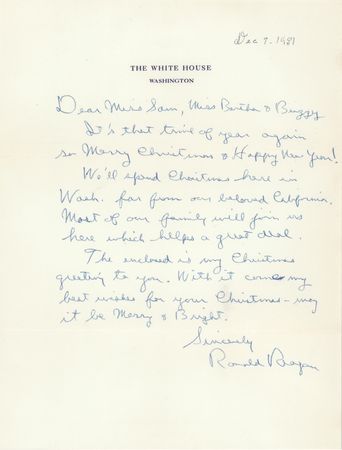 Dec 7. 1981
THE WHITE HOUSE
WASHINGTON
Dear Miss Sam, Miss Bertha & Buzzy
It's that time of year again
so Merry Christmas & Happy New Year!
We'll spend Christmas here in
Wash. far from our beloved California.
Most of our family will join us
here which helps a great deal.
The enclosed is my Christmas
greeting to you. With it come my
best wishes for your Christmas - may
it be Merry & Bright.
Sincerely
Ronald Reagan